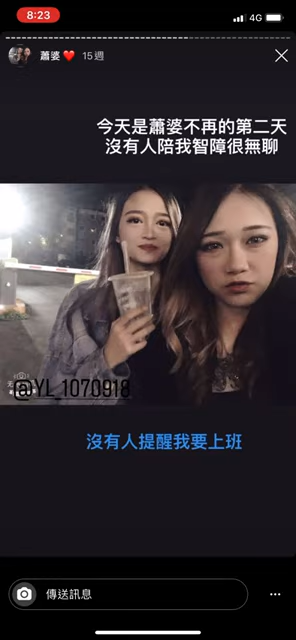 8:23
4G
蕭婆❤️ 15週
今天是蕭婆不再的第二天
沒有人陪我智障很無聊
@YL_1070918
沒有人提醒我要上班
傳送訊息